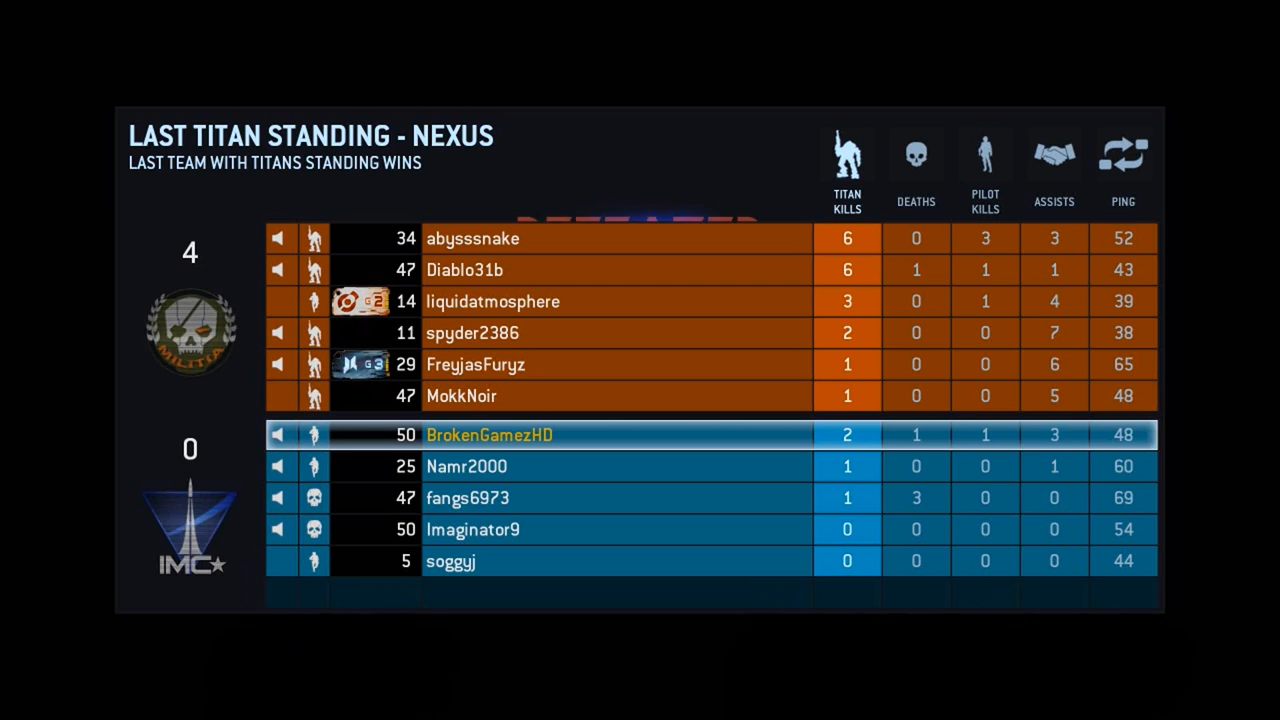 LAST TITAN STANDING - NEXUS
LAST TEAM WITH TITANS STANDING WINS
TITAN KILLS DEATHS PILOT KILLS ASSISTS PING
4
MILITIA
34 abysssnake 6 0 3 3 52
47 Diablo31b 6 1 1 1 43
G2 14 liquidatmosphere 3 0 1 4 39
11 spyder2386 2 0 0 7 38
G3 29 FreyjasFuryz 1 0 0 6 65
47 MokkNoir 1 0 0 5 48
0
IMC
50 BrokenGamezHD 2 1 1 3 48
25 Namr2000 1 0 0 1 60
47 fangs6973 1 3 0 0 69
50 Imaginator9 0 0 0 0 54
5 soggyj 0 0 0 0 44